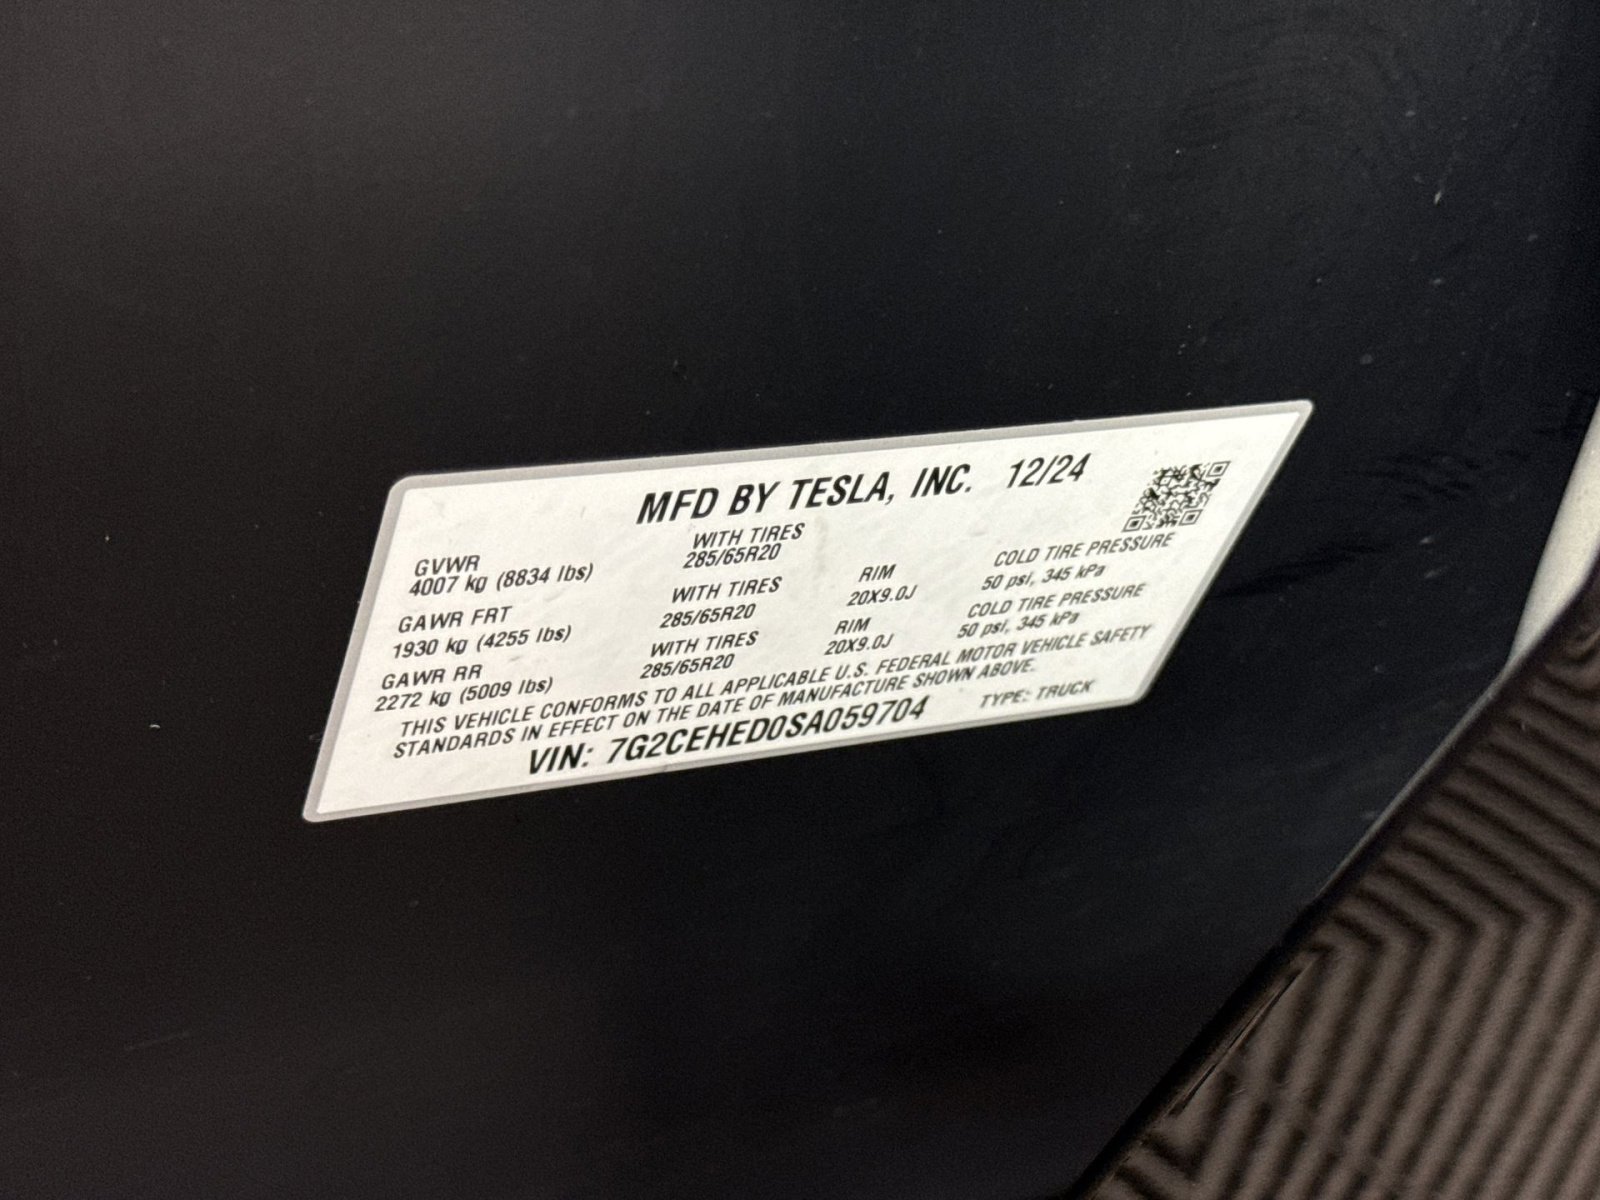 MFD BY TESLA, INC. 12/24
GVWR WITH TIRES
4007 kg (8834 lbs) 285/65R20
GAWR FRT WITH TIRES RIM COLD TIRE PRESSURE
1930 kg (4255 lbs) 285/65R20 20X9.0J 50 psi, 345 kPa
GAWR RR WITH TIRES RIM COLD TIRE PRESSURE
2272 kg (5009 lbs) 285/65R20 20X9.0J 50 psi, 345 kPa
THIS VEHICLE CONFORMS TO ALL APPLICABLE U.S. FEDERAL MOTOR VEHICLE SAFETY
STANDARDS IN EFFECT ON THE DATE OF MANUFACTURE SHOWN ABOVE.
VIN: 7G2CEHED0SA059704 TYPE: TRUCK